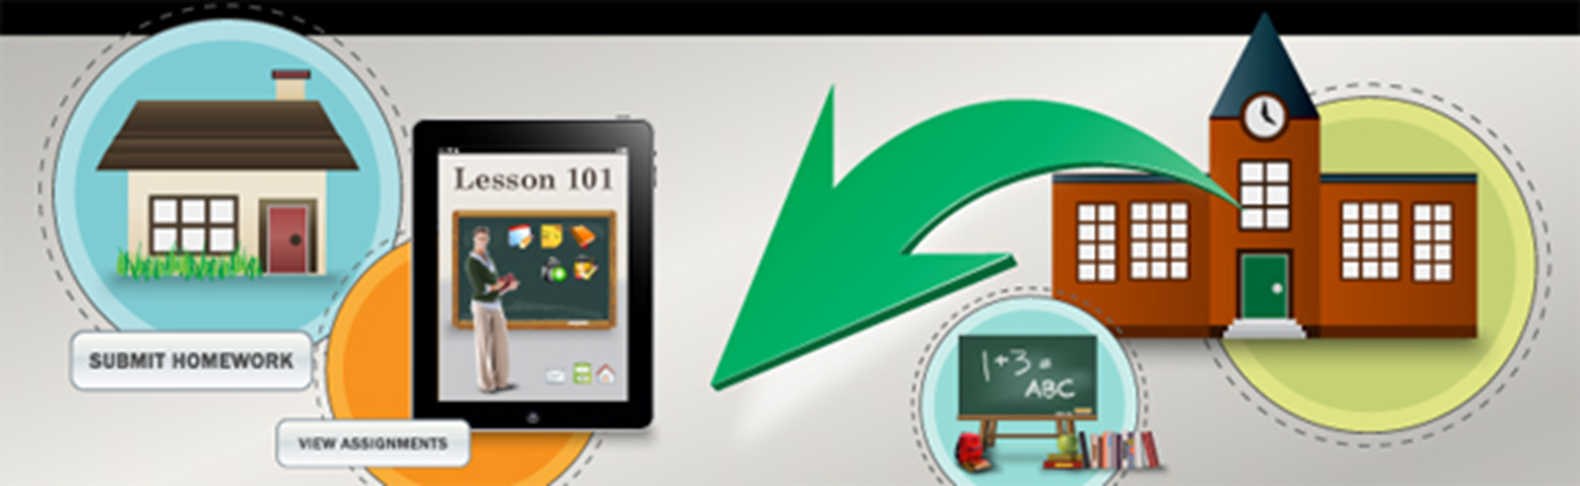 Lesson 101
SUBMIT HOMEWORK
VIEW ASSIGNMENTS
1+3=
ABC